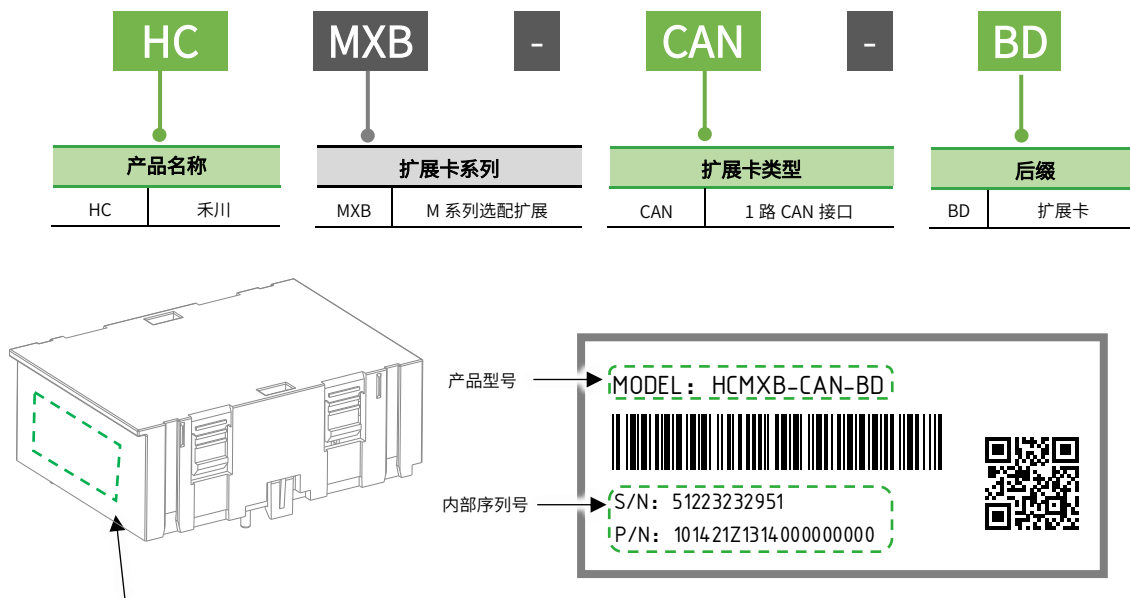 HC MXB - CAN - BD
产品名称 扩展卡系列 扩展卡类型 后缀
HC 禾川 MXB M 系列选配扩展 CAN 1 路 CAN 接口 BD 扩展卡
产品型号
MODEL: HCMXB-CAN-BD
内部序列号
S/N: 51223232951
P/N: 101421Z1314000000000